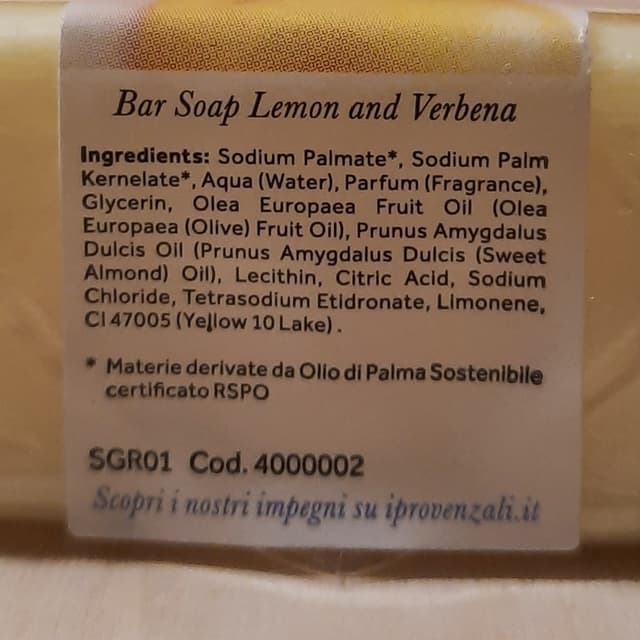 Bar Soap Lemon and Verbena
Ingredients: Sodium Palmate*, Sodium Palm
Kernelate*, Aqua (Water), Parfum (Fragrance),
Glycerin, Olea Europaea Fruit Oil (Olea
Europaea (Olive) Fruit Oil), Prunus Amygdalus
Dulcis Oil (Prunus Amygdalus Dulcis (Sweet
Almond) Oil), Lecithin, Citric Acid, Sodium
Chloride, Tetrasodium Etidronate, Limonene,
CI 47005 (Yellow 10 Lake).
* Materie derivate da Olio di Palma Sostenibile
certificato RSPO
SGR01 Cod. 4000002
Scopri i nostri impegni su iprovenzali.it